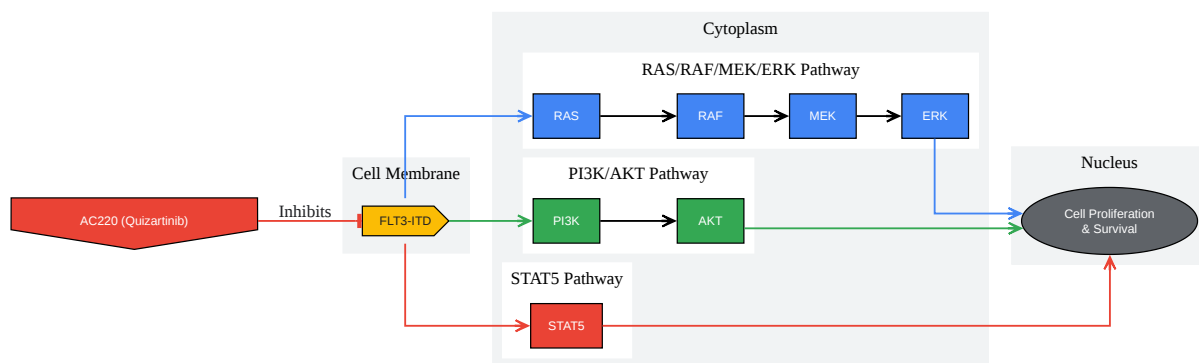 Cytoplasm
RAS/RAF/MEK/ERK Pathway
RAS
RAF
MEK
ERK
Cell Membrane
PI3K/AKT Pathway
Nucleus
AC220 (Quizartinib)
Inhibits
FLT3-ITD
PI3K
AKT
Cell Proliferation
& Survival
STAT5 Pathway
STAT5